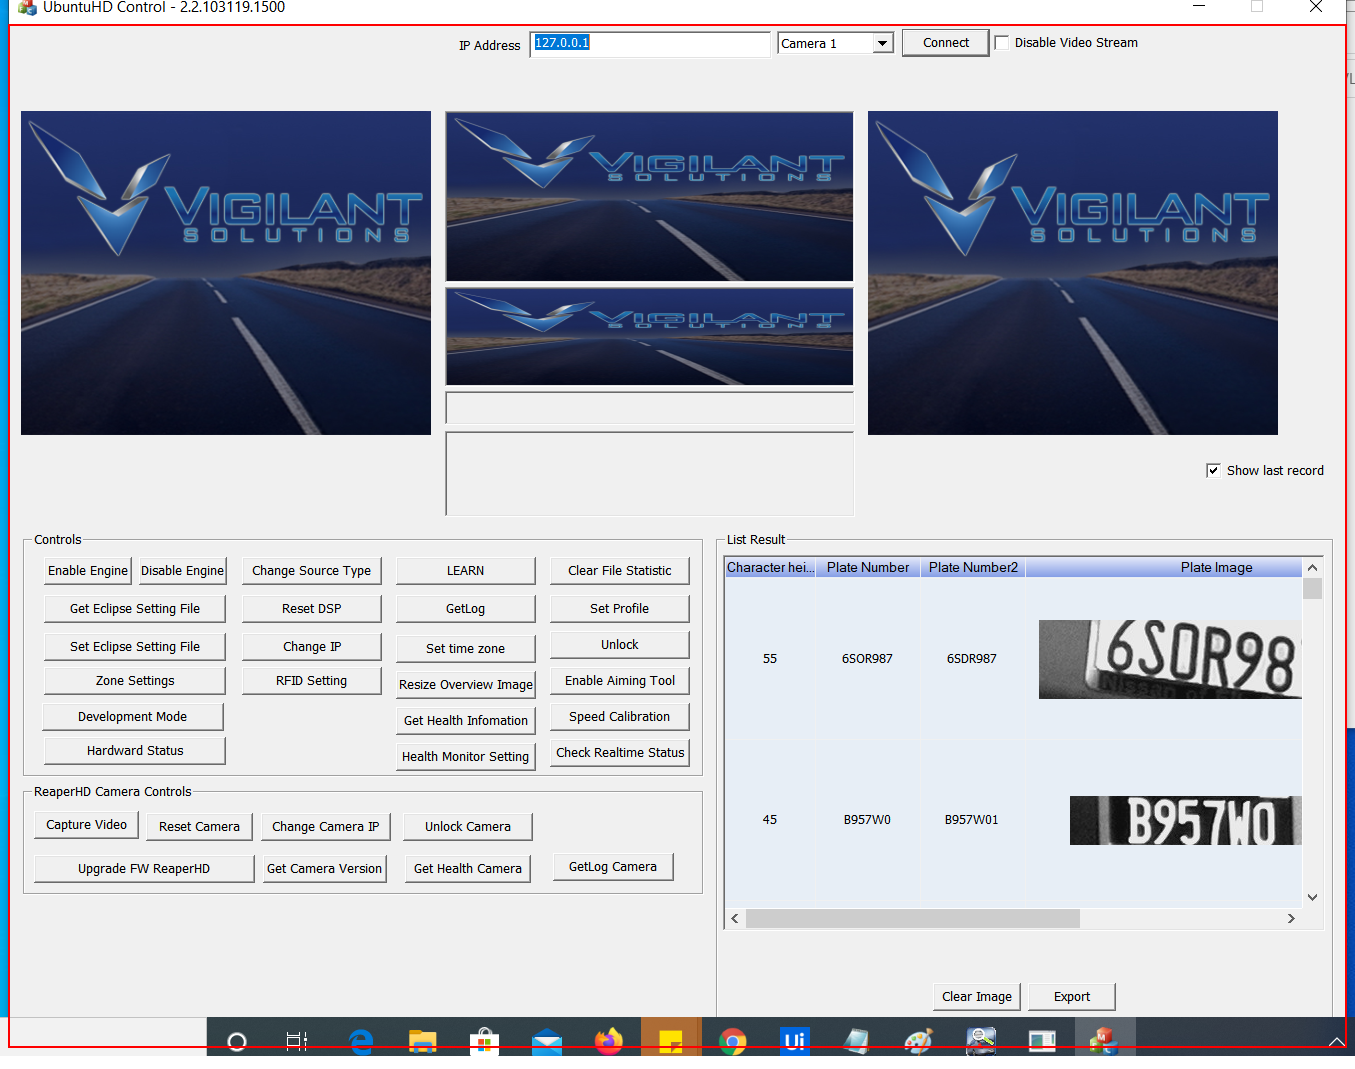 UbuntuHD Control - 2.2.103119.1500
IP Address
127.0.0.1
Camera 1
Connect
Disable Video Stream
VIGILANT
SOLUTIONS
VIGILANT
SOLUTIONS
VIGILANT
SOLUTIONS
VIGILANT
SOLUTIONS
Show last record
Controls
Enable Engine
Disable Engine
Change Source Type
LEARN
Clear File Statistic
Get Eclipse Setting File
Reset DSP
GetLog
Set Profile
Set Eclipse Setting File
Change IP
Set time zone
Unlock
Zone Settings
RFID Setting
Resize Overview Image
Enable Aiming Tool
Development Mode
Get Health Infomation
Speed Calibration
Hardward Status
Health Monitor Setting
Check Realtime Status
ReaperHD Camera Controls
Capture Video
Reset Camera
Change Camera IP
Unlock Camera
Upgrade FW ReaperHD
Get Camera Version
Get Health Camera
GetLog Camera
List Result
Character hei... Plate Number Plate Number2 Plate Image
55 6SOR987 6SDR987 6SOR98
45 B957W0 B957W01 B957W0
Clear Image
Export
Ui